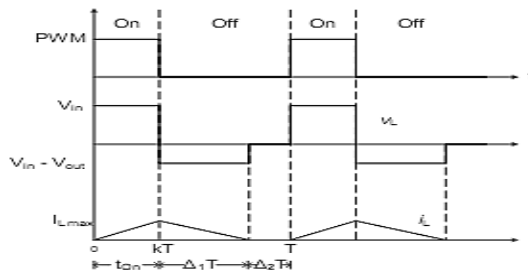 On Off On Off
PWM
Vin
vL
Vin - Vout
ILmax
iL
o kT T
tOn Δ1T Δ2T